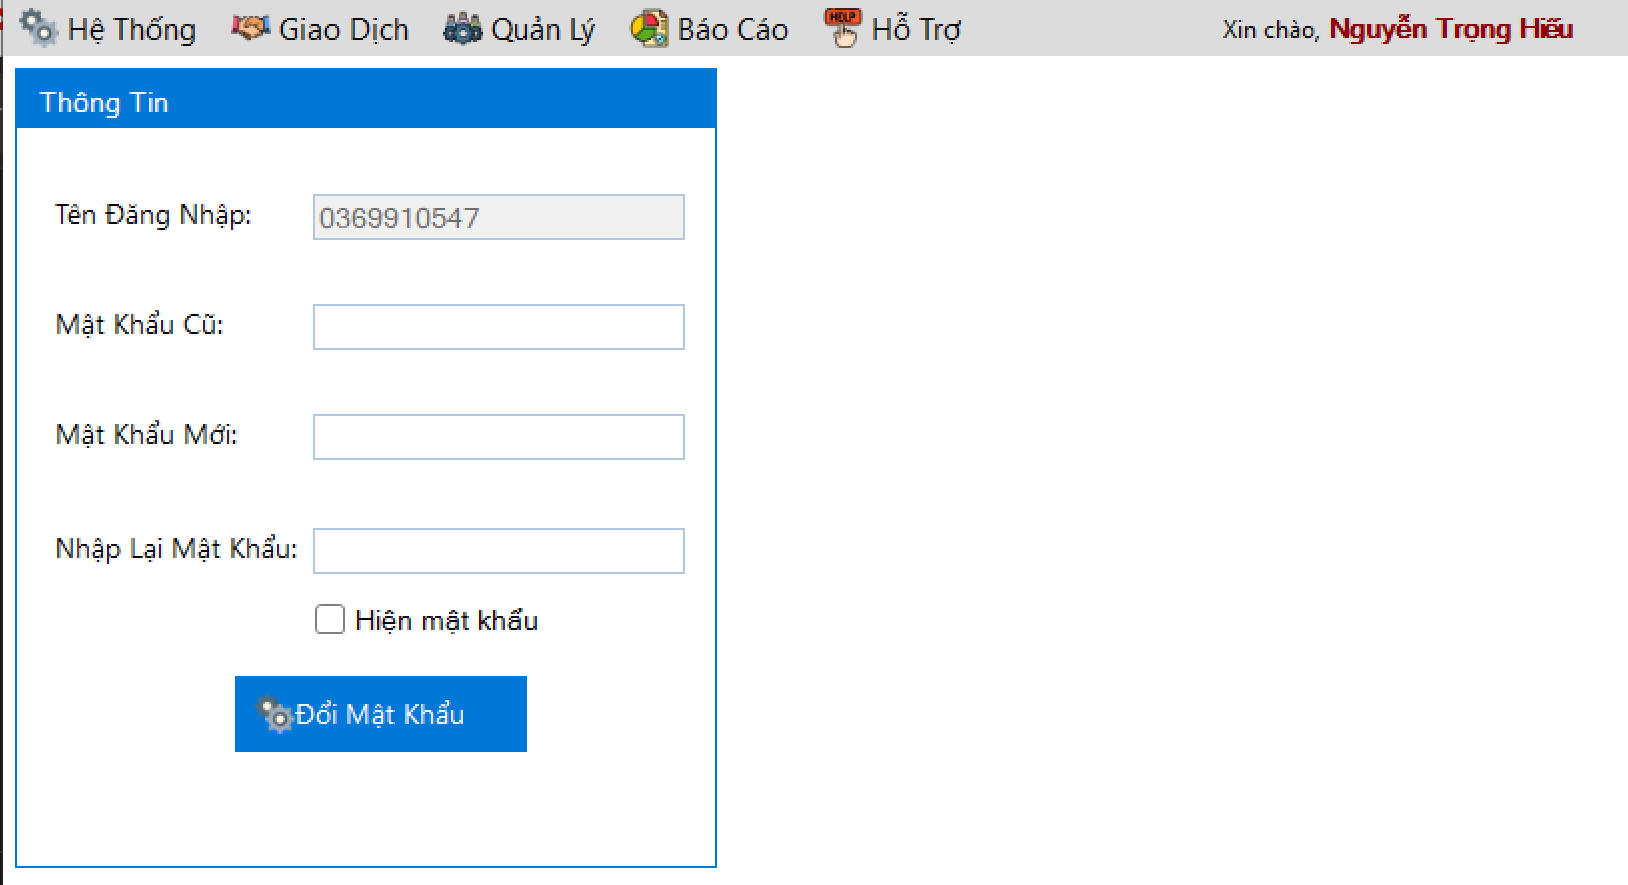 Hệ Thống Giao Dịch Quản Lý Báo Cáo HELP Hỗ Trợ Xin chào, Nguyễn Trọng Hiếu
Thông Tin
Tên Đăng Nhập: 0369910547
Mật Khẩu Cũ:
Mật Khẩu Mới:
Nhập Lại Mật Khẩu:
Hiện mật khẩu
Đổi Mật Khẩu